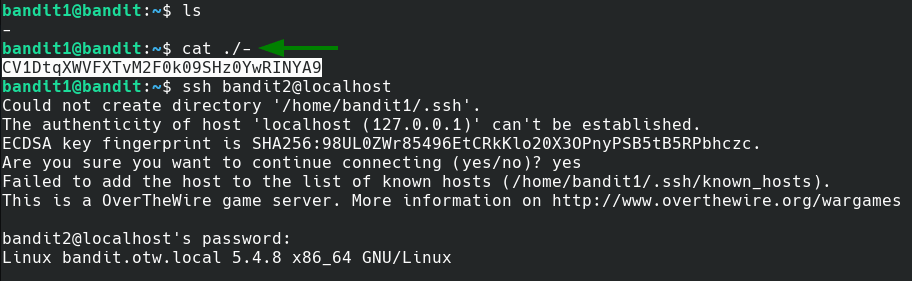 bandit1@bandit:~$ ls
-
bandit1@bandit:~$ cat ./-
CV1DtqXWVFXTvM2F0k09SHz0YwRINYA9
bandit1@bandit:~$ ssh bandit2@localhost
Could not create directory '/home/bandit1/.ssh'.
The authenticity of host 'localhost (127.0.0.1)' can't be established.
ECDSA key fingerprint is SHA256:98UL0ZWr85496EtCRkKlo20X3OPnyPSB5tB5RPbhczc.
Are you sure you want to continue connecting (yes/no)? yes
Failed to add the host to the list of known hosts (/home/bandit1/.ssh/known_hosts).
This is a OverTheWire game server. More information on http://www.overthewire.org/wargames
bandit2@localhost's password:
Linux bandit.otw.local 5.4.8 x86_64 GNU/Linux